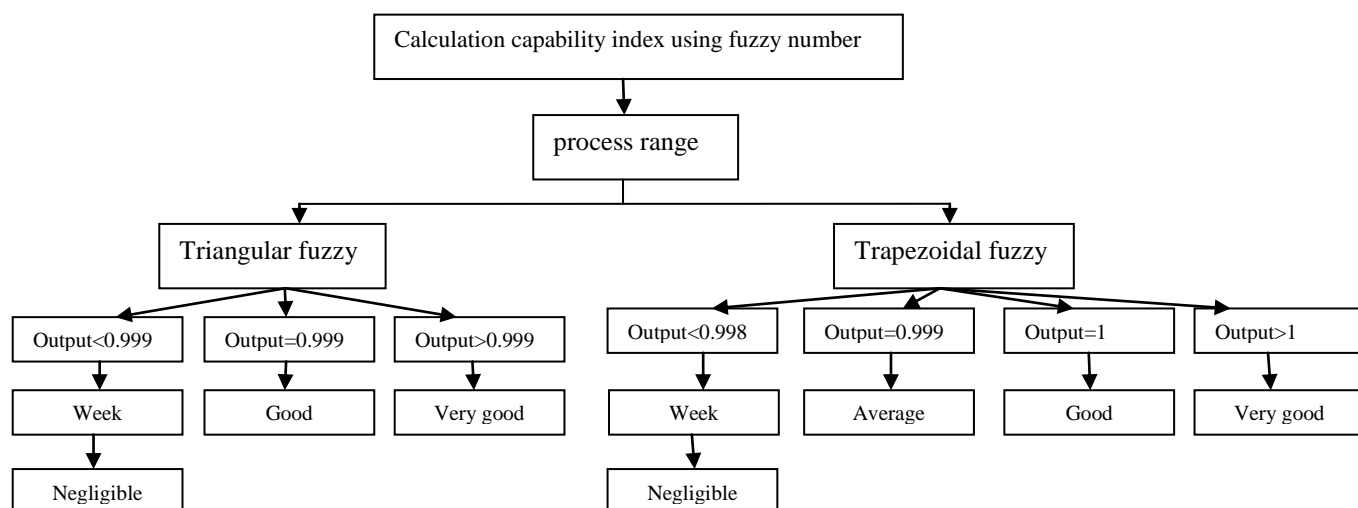 Calculation capability index using fuzzy number
process range
Triangular fuzzy
Trapezoidal fuzzy
Output<0.999
Output=0.999
Output>0.999
Output<0.998
Output=0.999
Output=1
Output>1
Week
Good
Very good
Week
Average
Good
Very good
Negligible
Negligible